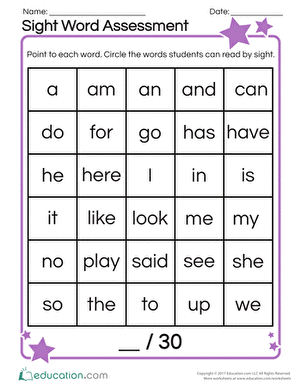 Name: ____________ Date: ____________
Sight Word Assessment
Point to each word. Circle the words students can read by sight.
a am an and can
do for go has have
he here I in is
it like look me my
no play said see she
so the to up we
__ / 30
education.com
Copyright © 2017 Education.com LLC All Rights Reserved
More worksheets at www.education.com/worksheets